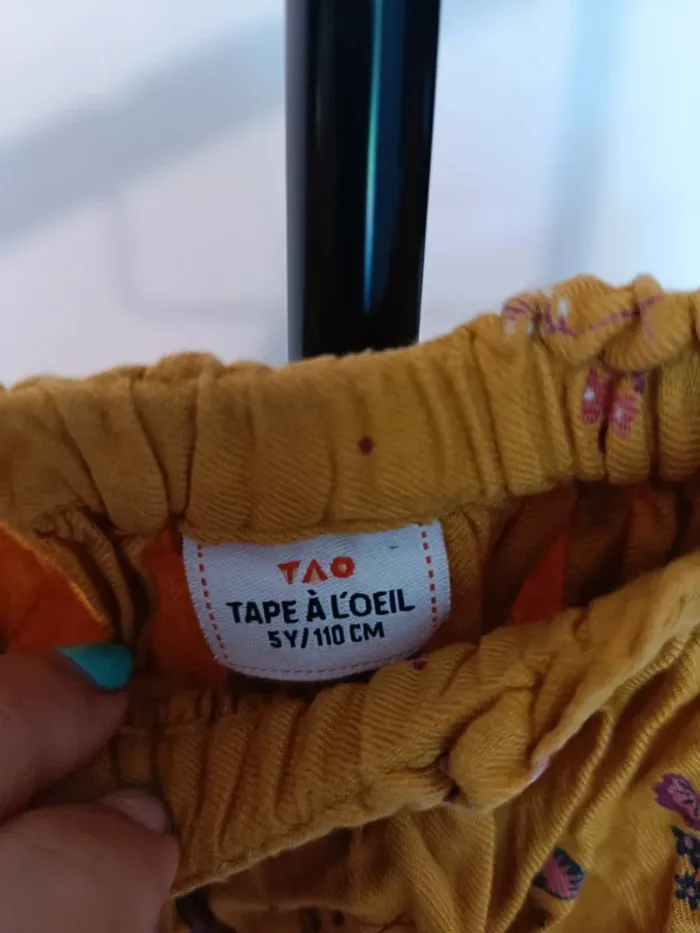 TAO
TAPE À L'OEIL
5Y/110 CM